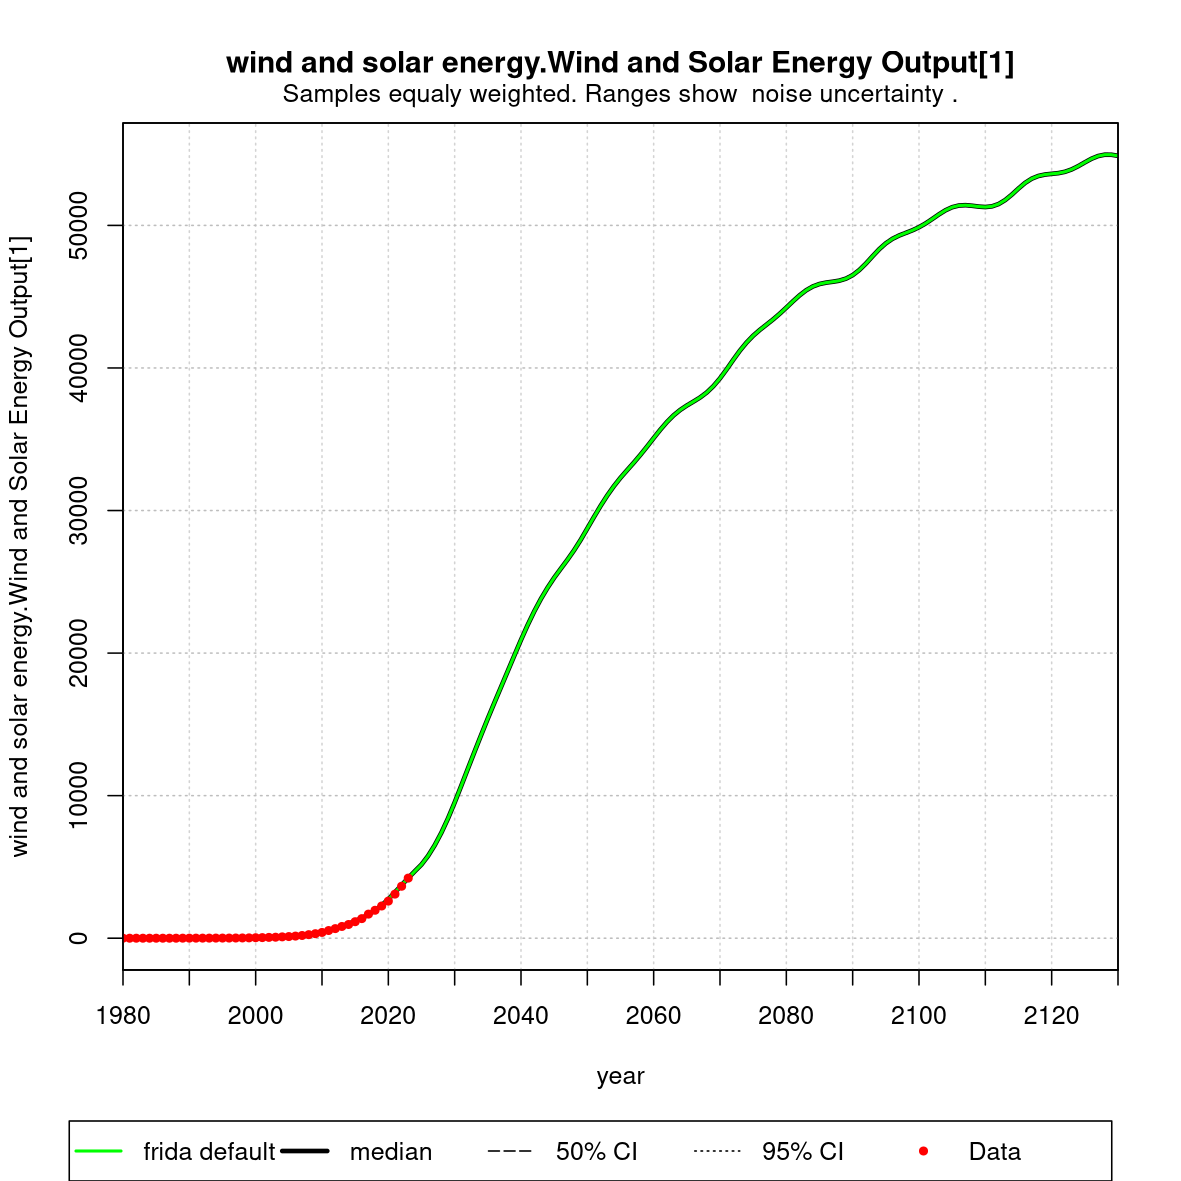 wind and solar energy.Wind and Solar Energy Output[1]
Samples equaly weighted. Ranges show  noise uncertainty .
wind and solar energy.Wind and Solar Energy Output[1]
50000
40000
30000
20000
10000
0
1980 2000 2020 2040 2060 2080 2100 2120
year
frida default median 50% CI 95% CI Data